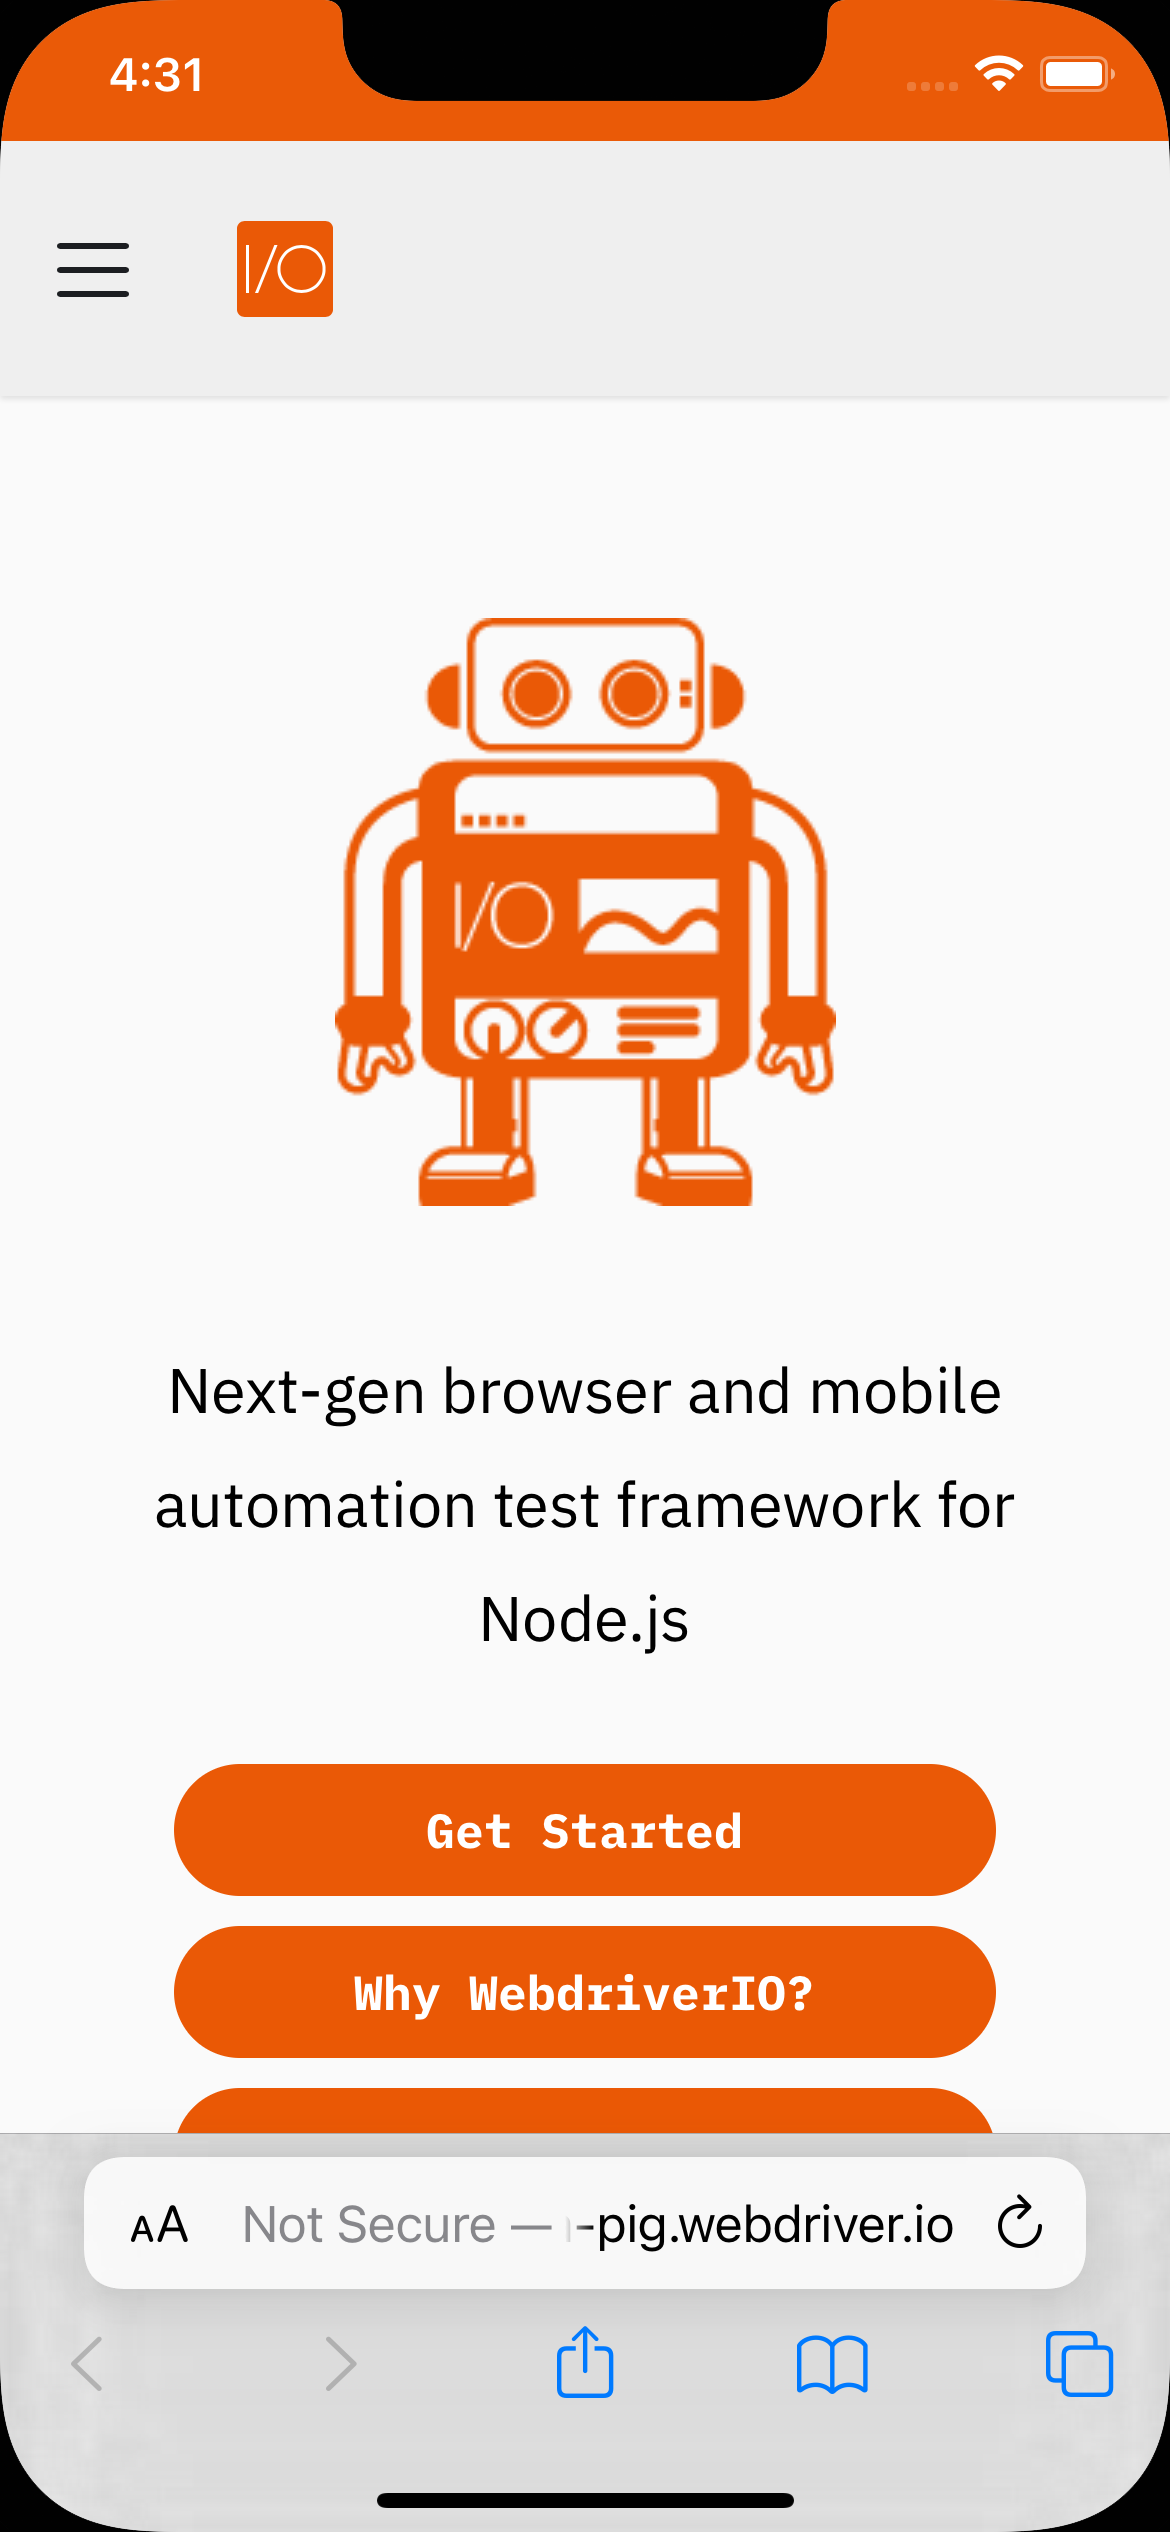 4:31
I/O
I/O
Next-gen browser and mobile
automation test framework for
Node.js
Get Started
Why WebdriverIO?
AA Not Secure — -pig.webdriver.io